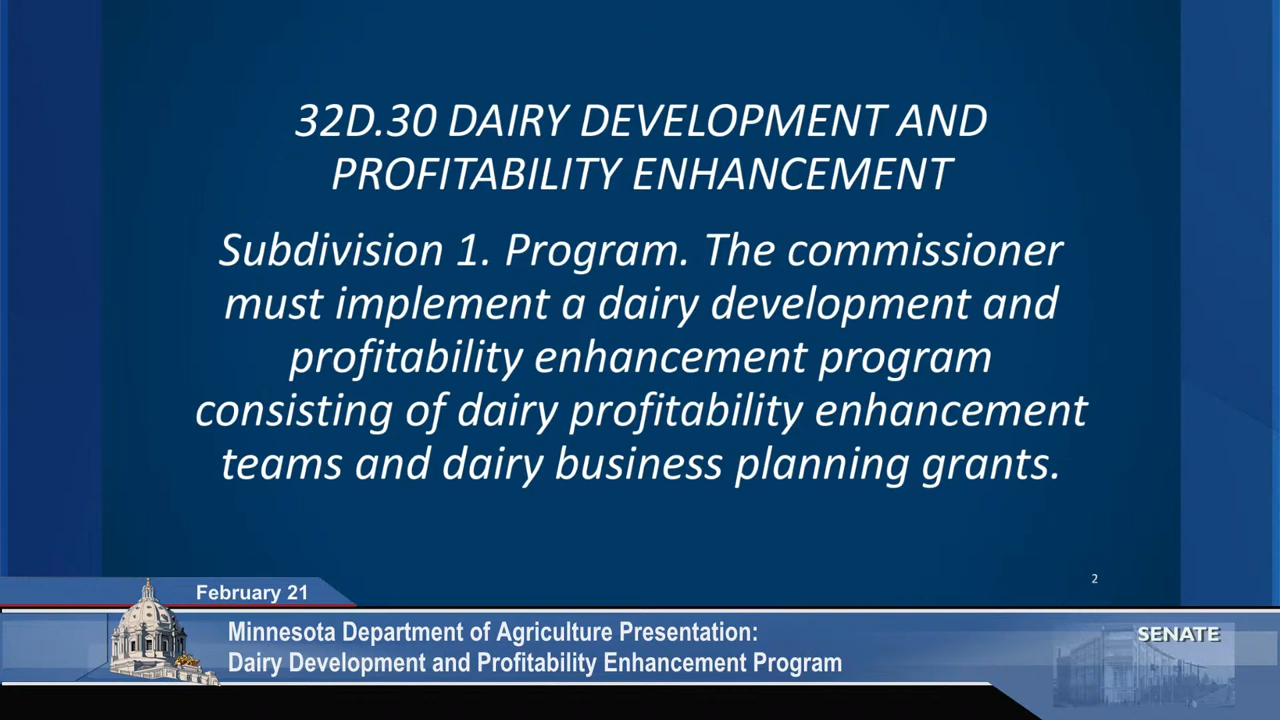 32D.30 DAIRY DEVELOPMENT AND
PROFITABILITY ENHANCEMENT
Subdivision 1. Program. The commissioner
must implement a dairy development and
profitability enhancement program
consisting of dairy profitability enhancement
teams and dairy business planning grants.
2
February 21
Minnesota Department of Agriculture Presentation:
Dairy Development and Profitability Enhancement Program
SENATE